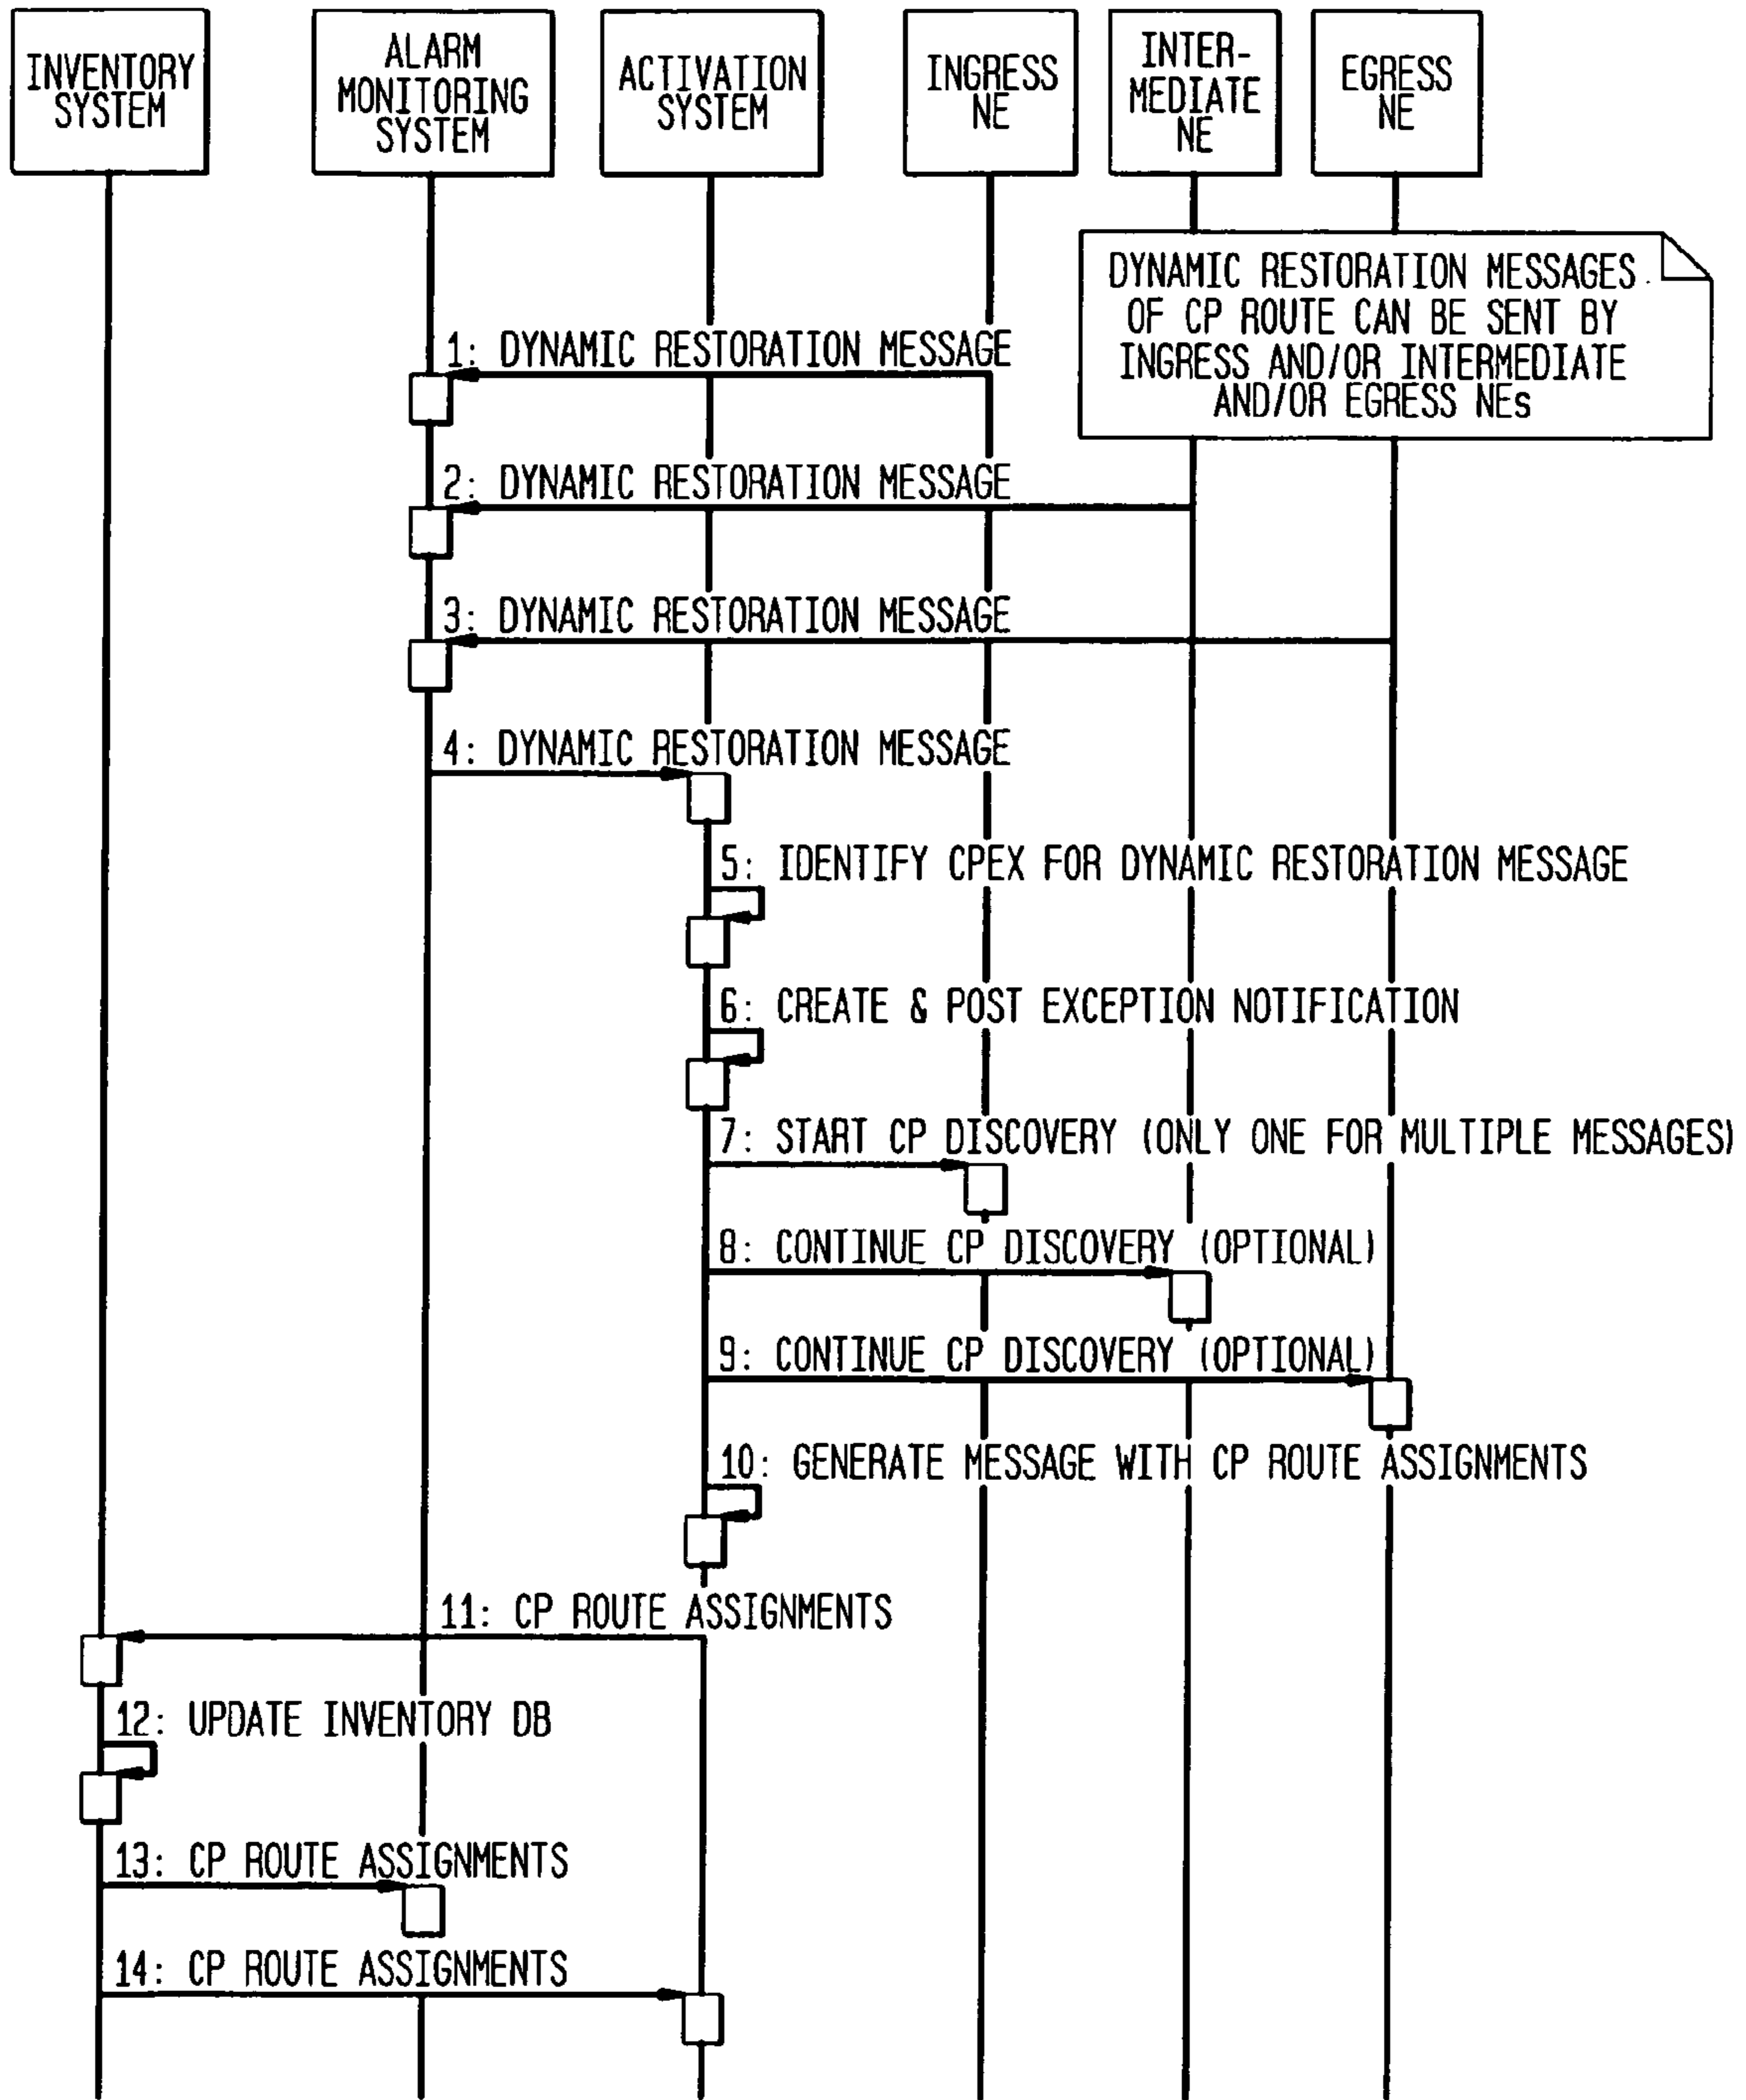 INVENTORY
SYSTEM
ALARM
MONITORING
SYSTEM
ACTIVATION
SYSTEM
INGRESS
NE
INTER-
MEDIATE
NE
EGRESS
NE
DYNAMIC RESTORATION MESSAGES
OF CP ROUTE CAN BE SENT BY
INGRESS AND/OR INTERMEDIATE
AND/OR EGRESS NEs
1: DYNAMIC RESTORATION MESSAGE
2: DYNAMIC RESTORATION MESSAGE
3: DYNAMIC RESTORATION MESSAGE
4: DYNAMIC RESTORATION MESSAGE
5: IDENTIFY CPEX FOR DYNAMIC RESTORATION MESSAGE
6: CREATE & POST EXCEPTION NOTIFICATION
7: START CP DISCOVERY (ONLY ONE FOR MULTIPLE MESSAGES)
8: CONTINUE CP DISCOVERY (OPTIONAL)
9: CONTINUE CP DISCOVERY (OPTIONAL)
10: GENERATE MESSAGE WITH CP ROUTE ASSIGNMENTS
11: CP ROUTE ASSIGNMENTS
12: UPDATE INVENTORY DB
13: CP ROUTE ASSIGNMENTS
14: CP ROUTE ASSIGNMENTS